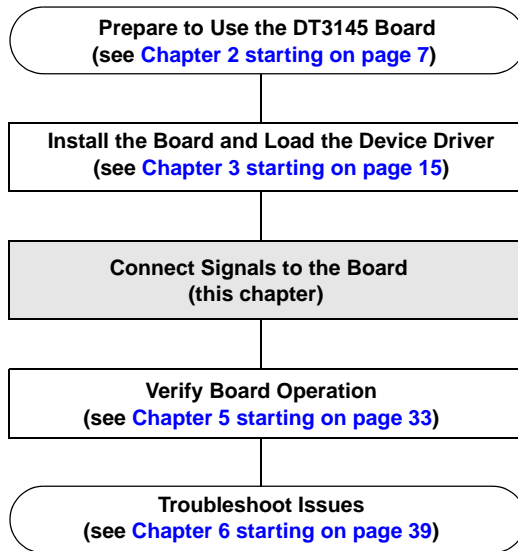 Prepare to Use the DT3145 Board
(see Chapter 2 starting on page 7)
Install the Board and Load the Device Driver
(see Chapter 3 starting on page 15)
Connect Signals to the Board
(this chapter)
Verify Board Operation
(see Chapter 5 starting on page 33)
Troubleshoot Issues
(see Chapter 6 starting on page 39)